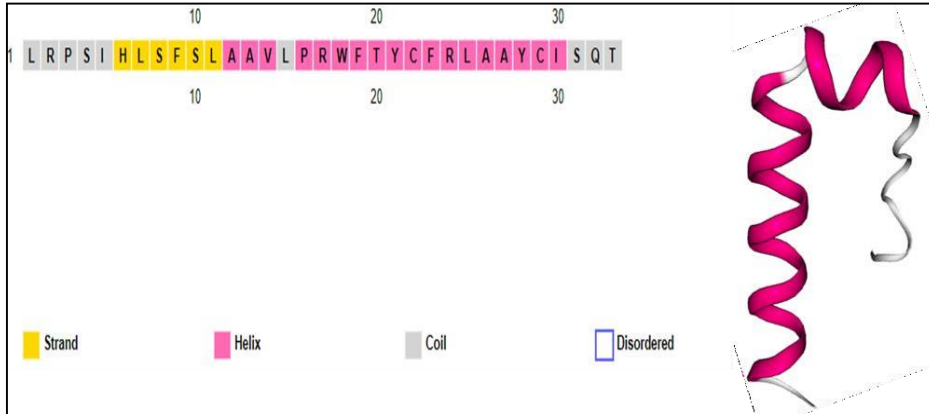 10 20 30
1 L R P S I H L S F S L A A V L P R W F T Y C F R L A A Y C I S Q T
10 20 30
Strand Helix Coil Disordered